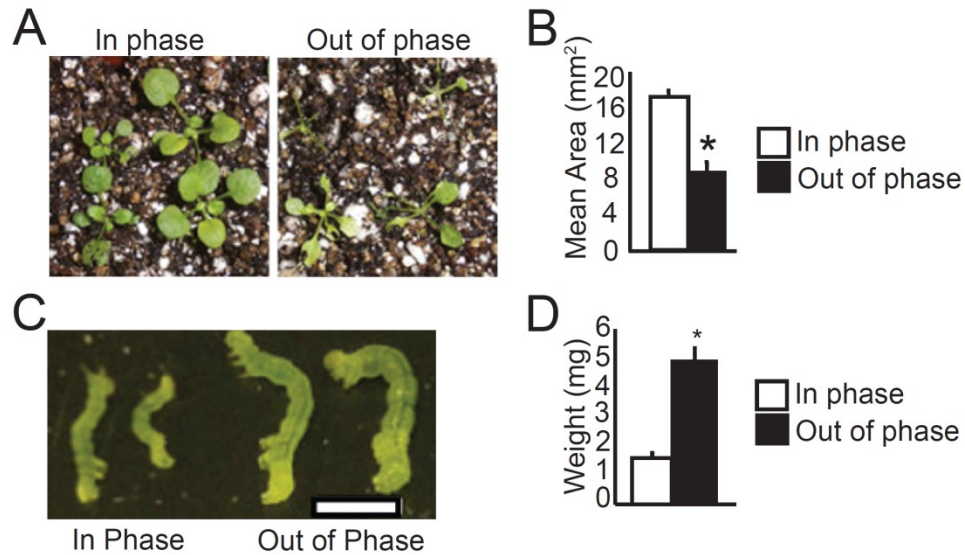 A
In phase
Out of phase
B
Mean Area (mm²)
20
16
12
8
4
0
*
In phase
Out of phase
C
In Phase
Out of Phase
D
Weight (mg)
6
5
4
3
2
1
0
*
In phase
Out of phase